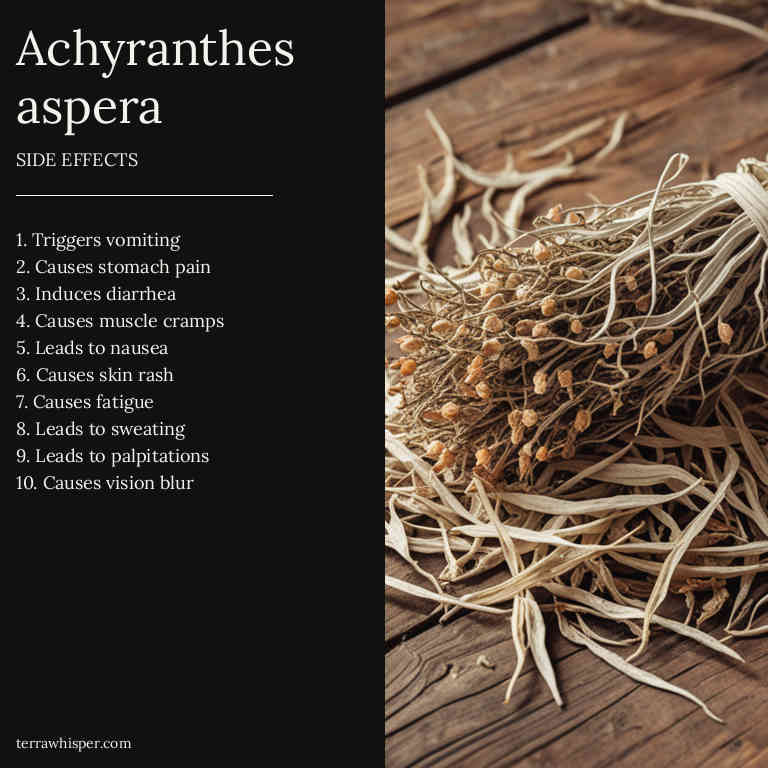 Achyranthes
aspera
SIDE EFFECTS
1. Triggers vomiting
2. Causes stomach pain
3. Induces diarrhea
4. Causes muscle cramps
5. Leads to nausea
6. Causes skin rash
7. Causes fatigue
8. Leads to sweating
9. Leads to palpitations
10. Causes vision blur
terrawhisper.com